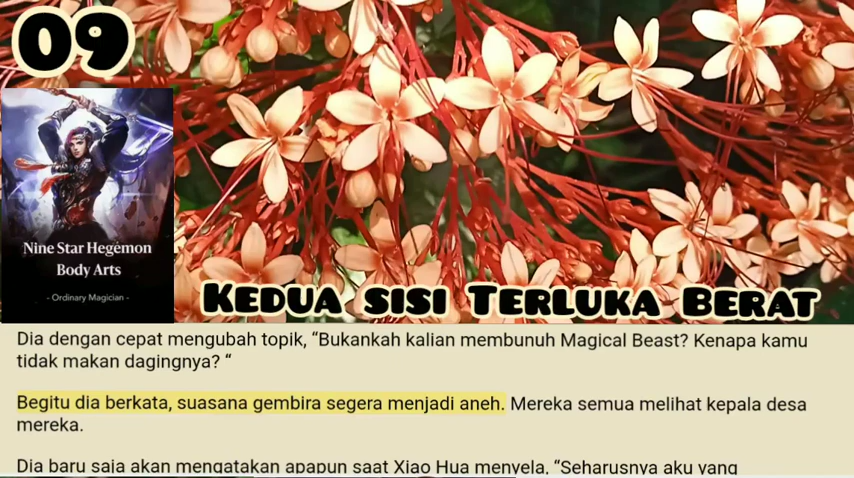 09
Nine Star Hegemon
Body Arts
- Ordinary Magician -
KEDUA SISI TERLUKA BERAT
Dia dengan cepat mengubah topik, “Bukankah kalian membunuh Magical Beast? Kenapa kamu
tidak makan dagingnya? “
Begitu dia berkata, suasana gembira segera menjadi aneh. Mereka semua melihat kepala desa
mereka.
Dia baru saja akan mengatakan apapun saat Xiao Hua menyela, “Seharusnya aku yang